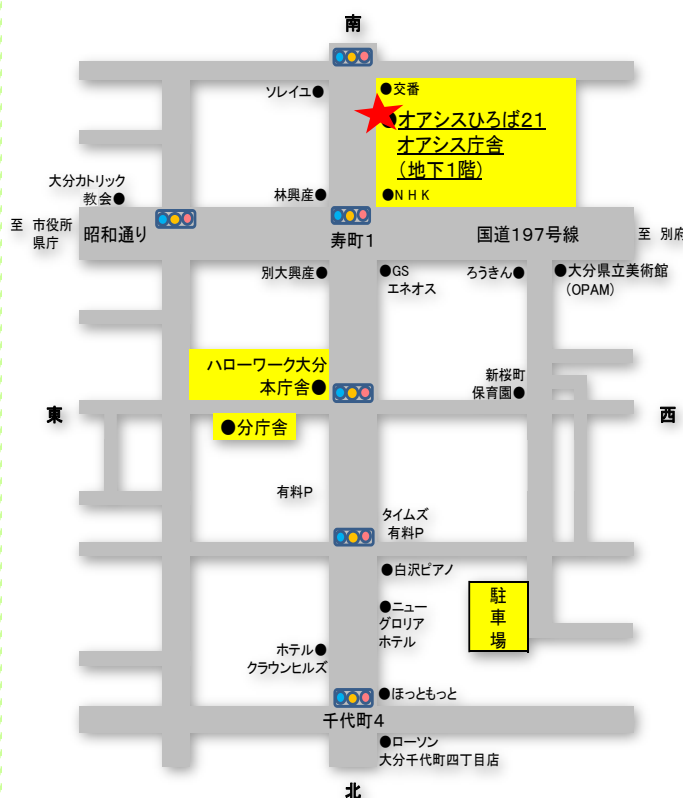 南
ソレイユ●
●交番
●オアシスひろば21
オアシス庁舎
(地下1階)
大分カトリック
教会●
林興産●
●NHK
至 市役所
県庁
昭和通り
寿町1
国道197号線
至 別府
別大興産●
●GS
エネオス
ろうきん●
●大分県立美術館
(OPAM)
ハローワーク大分
本庁舎●
新桜町
保育園●
東
西
●分庁舎
有料P
タイムズ
有料P
●白沢ピアノ
駐
車
場
●ニュー
グロリア
ホテル
ホテル●
クラウンヒルズ
●ほっともっと
千代町4
●ローソン
大分千代町四丁目店
北